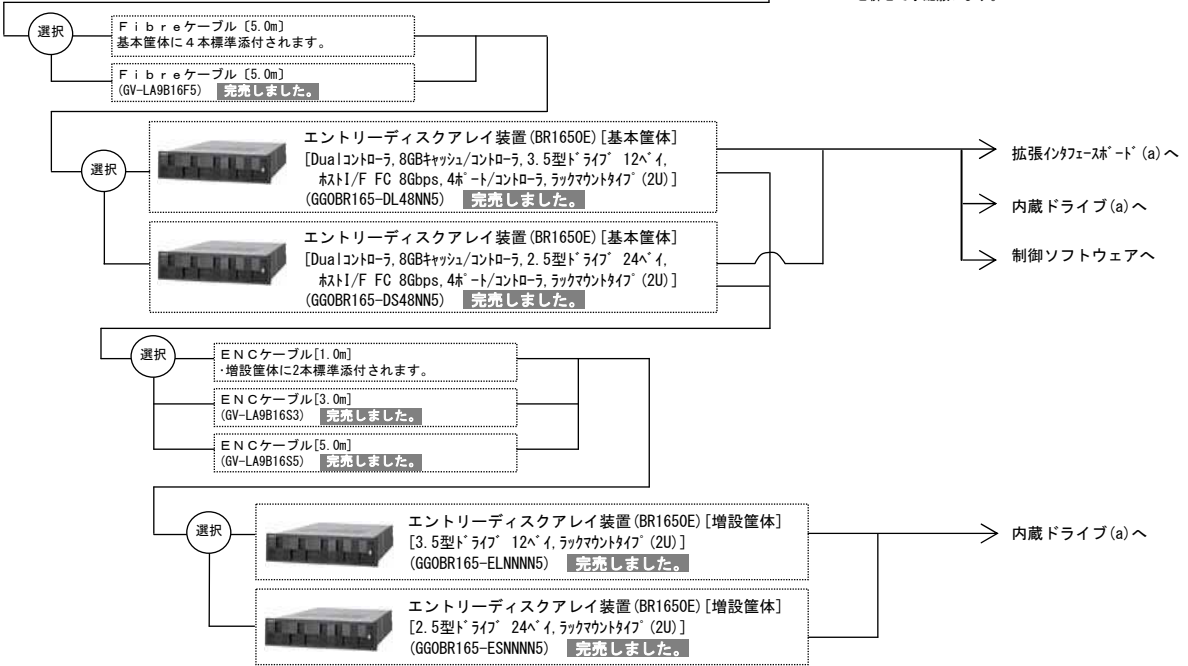 選択
Ｆｉｂｒｅケーブル〔5.0m〕
基本筐体に４本標準添付されます。
Ｆｉｂｒｅケーブル〔5.0m〕
(GV-LA9B16F5) 完売しました。
選択
エントリーディスクアレイ装置(BR1650E)[基本筐体]
[Dualｺﾝﾄﾛｰﾗ,8GBｷｬｯｼｭ/ｺﾝﾄﾛｰﾗ,3.5型ﾄﾞﾗｲﾌﾞ 12ﾍﾞｲ,
ﾎｽﾄI/F FC 8Gbps,4ﾎﾟｰﾄ/ｺﾝﾄﾛｰﾗ,ﾗｯｸﾏｳﾝﾄﾀｲﾌﾟ(2U)]
(GGOBR165-DL48NN5) 完売しました。
エントリーディスクアレイ装置(BR1650E)[基本筐体]
[Dualｺﾝﾄﾛｰﾗ,8GBｷｬｯｼｭ/ｺﾝﾄﾛｰﾗ,2.5型ﾄﾞﾗｲﾌﾞ 24ﾍﾞｲ,
ﾎｽﾄI/F FC 8Gbps,4ﾎﾟｰﾄ/ｺﾝﾄﾛｰﾗ,ﾗｯｸﾏｳﾝﾄﾀｲﾌﾟ(2U)]
(GGOBR165-DS48NN5) 完売しました。
拡張ｲﾝﾀﾌｪｰｽﾎﾞｰﾄﾞ(a)へ
内蔵ドライブ(a)へ
制御ソフトウェアへ
選択
ＥＮＣケーブル[1.0m]
･増設筐体に2本標準添付されます。
ＥＮＣケーブル[3.0m]
(GV-LA9B16S3) 完売しました。
ＥＮＣケーブル[5.0m]
(GV-LA9B16S5) 完売しました。
選択
エントリーディスクアレイ装置(BR1650E)[増設筐体]
[3.5型ﾄﾞﾗｲﾌﾞ 12ﾍﾞｲ,ﾗｯｸﾏｳﾝﾄﾀｲﾌﾟ(2U)]
(GGOBR165-ELNNNN5) 完売しました。
エントリーディスクアレイ装置(BR1650E)[増設筐体]
[2.5型ﾄﾞﾗｲﾌﾞ 24ﾍﾞｲ,ﾗｯｸﾏｳﾝﾄﾀｲﾌﾟ(2U)]
(GGOBR165-ESNNNN5) 完売しました。
内蔵ドライブ(a)へ